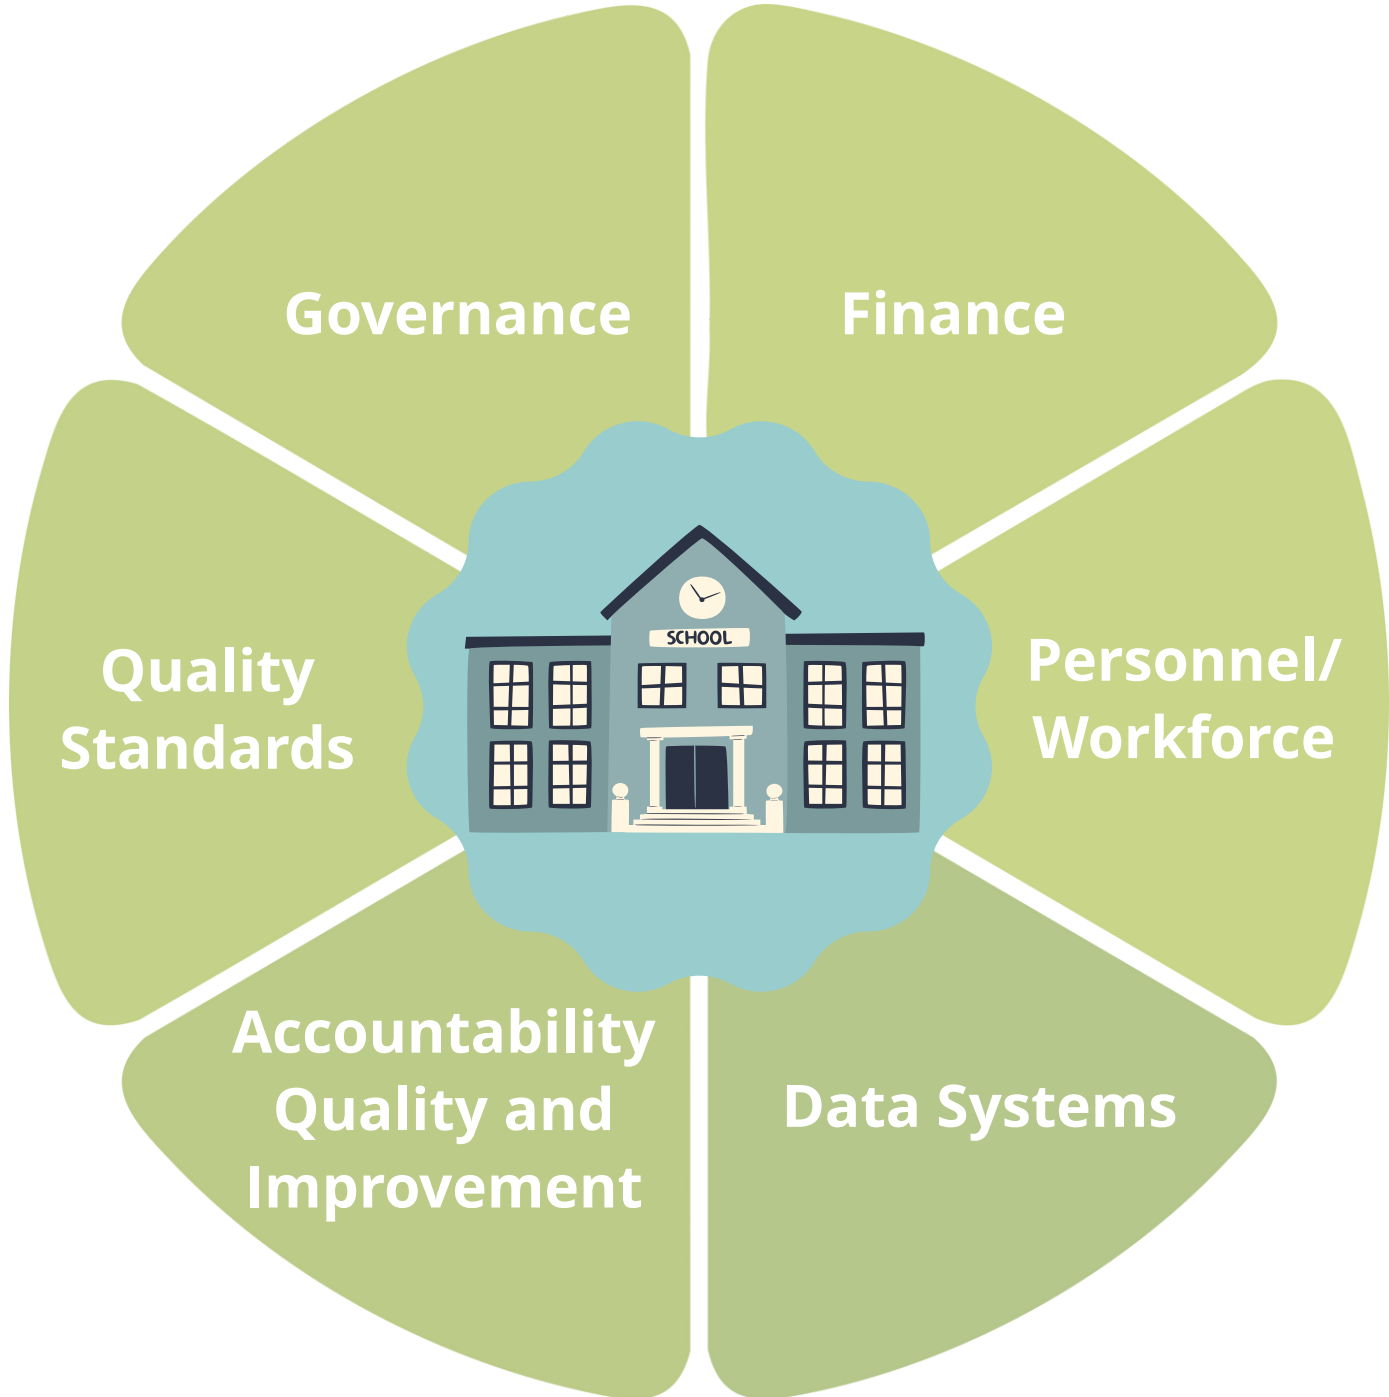 Governance
Finance
Quality
Standards
SCHOOL
Personnel/
Workforce
Accountability
Quality and
Improvement
Data Systems